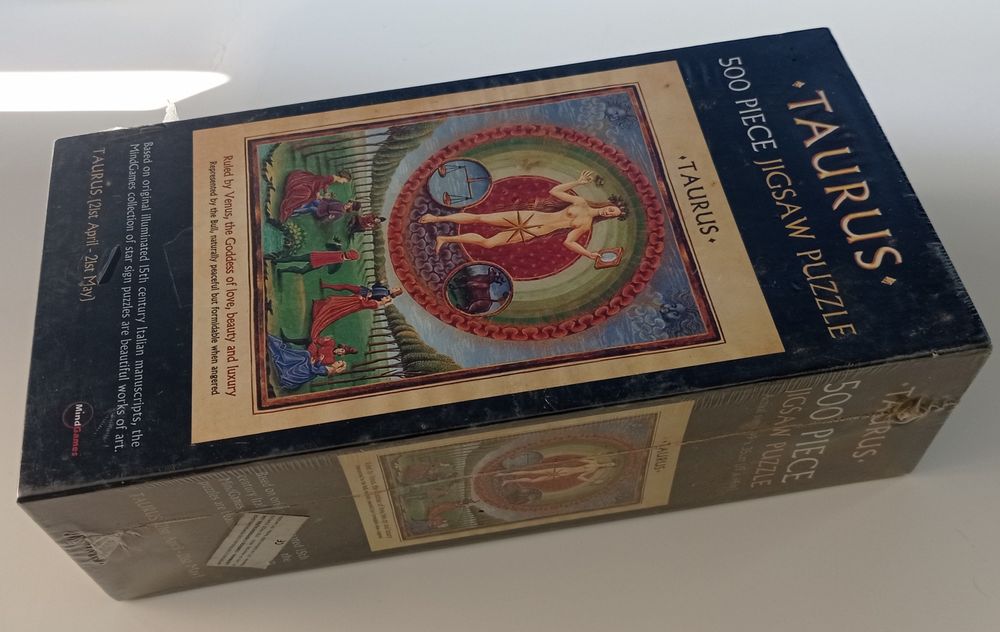 TAURUS
500 PIECE JIGSAW PUZZLE
TAURUS
Ruled by Venus, the Goddess of love, beauty and luxury
Represented by the Bull, naturally peaceful but formidable when angered
Based on original illuminated 15th century Italian manuscripts, the
MindGames collection of star sign puzzles are beautiful works of art.
TAURUS (21st April - 21st May)
MindGames
TAURUS
500 PIECE
JIGSAW PUZZLE
TAURUS